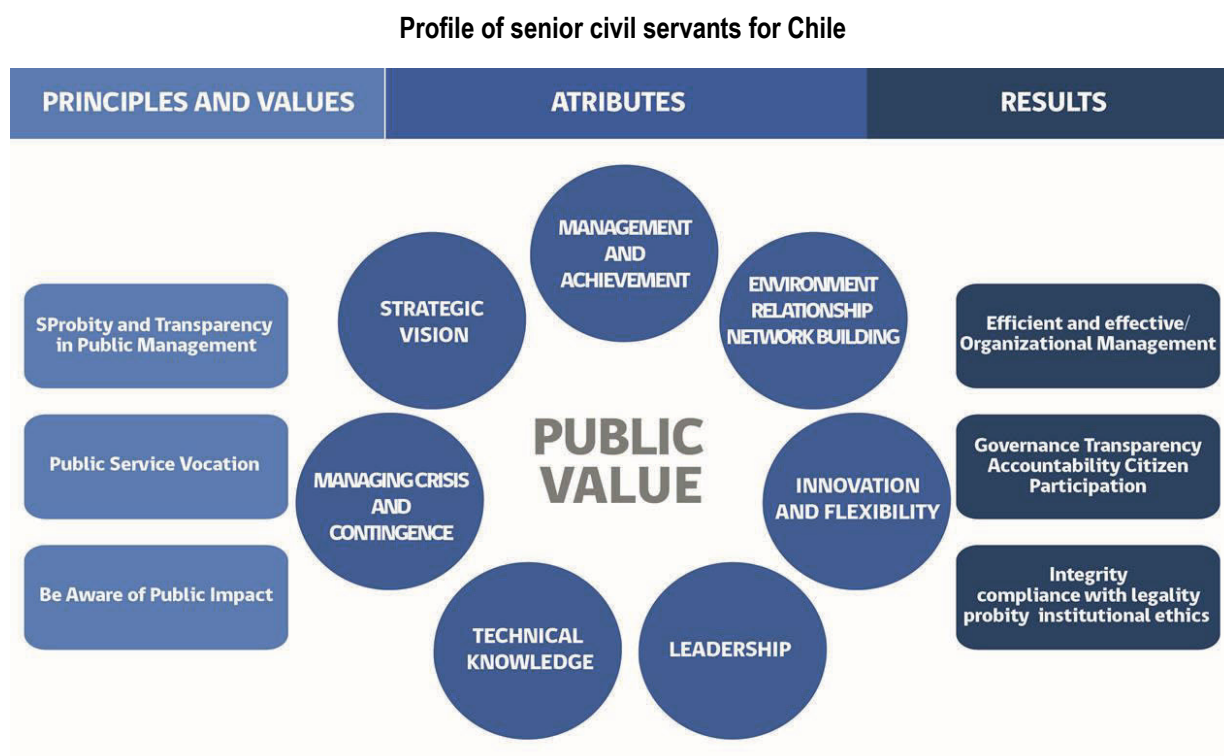 Profile of senior civil servants for Chile
PRINCIPLES AND VALUES
ATRIBUTES
RESULTS
SProbity and Transparency
in Public Management
Public Service Vocation
Be Aware of Public Impact
MANAGEMENT
AND
ACHIEVEMENT
STRATEGIC
VISION
ENVIRONMENT
RELATIONSHIP
NETWORK BUILDING
MANAGING CRISIS
AND
CONTINGENCE
PUBLIC
VALUE
INNOVATION
AND FLEXIBILITY
TECHNICAL
KNOWLEDGE
LEADERSHIP
Efficient and effective/
Organizational Management
Governance Transparency
Accountability Citizen
Participation
Integrity
compliance with legality
probity institutional ethics